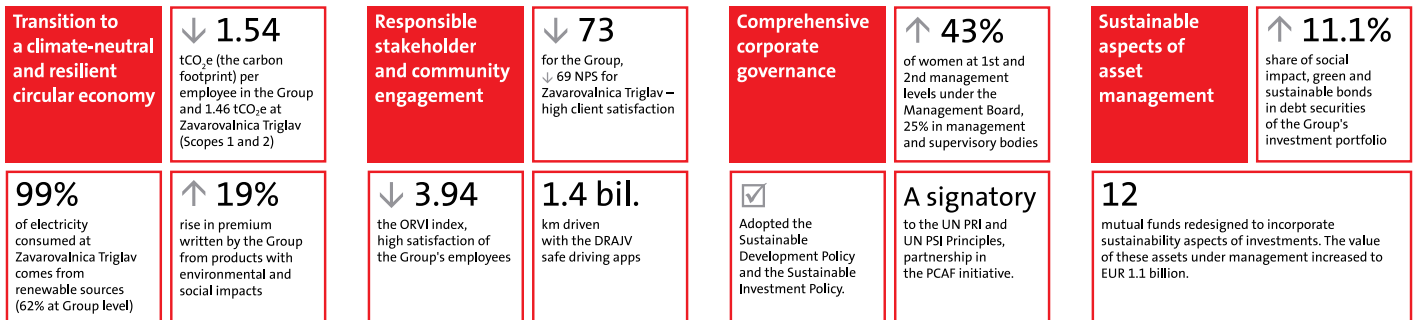 Transition to
a climate-neutral
and resilient
circular economy
↓ 1.54
tCO₂e (the carbon
footprint) per
employee in the Group
and 1.46 tCO₂e at
Zavarovalnica Triglav
(Scopes 1 and 2)
99%
of electricity
consumed at
Zavarovalnica Triglav
comes from
renewable sources
(62% at Group level)
↑ 19%
rise in premium
written by the Group
from products with
environmental and
social impacts
Responsible
stakeholder
and community
engagement
↓ 73
for the Group,
↓ 69 NPS for
Zavarovalnica Triglav –
high client satisfaction
↓ 3.94
the ORVI index,
high satisfaction of
the Group's employees
1.4 bil.
km driven
with the DRAJV
safe driving apps
Comprehensive
corporate
governance
↑ 43%
of women at 1st and
2nd management
levels under the
Management Board,
25% in management
and supervisory bodies
☑
Adopted the
Sustainable
Development Policy
and the Sustainable
Investment Policy.
A signatory
to the UN PRI and
UN PSI Principles,
partnership in
the PCAF initiative.
Sustainable
aspects of
asset
management
↑ 11.1%
share of social
impact, green and
sustainable bonds
in debt securities
of the Group's
investment portfolio
12
mutual funds redesigned to incorporate
sustainability aspects of investments. The value
of these assets under management increased to
EUR 1.1 billion.